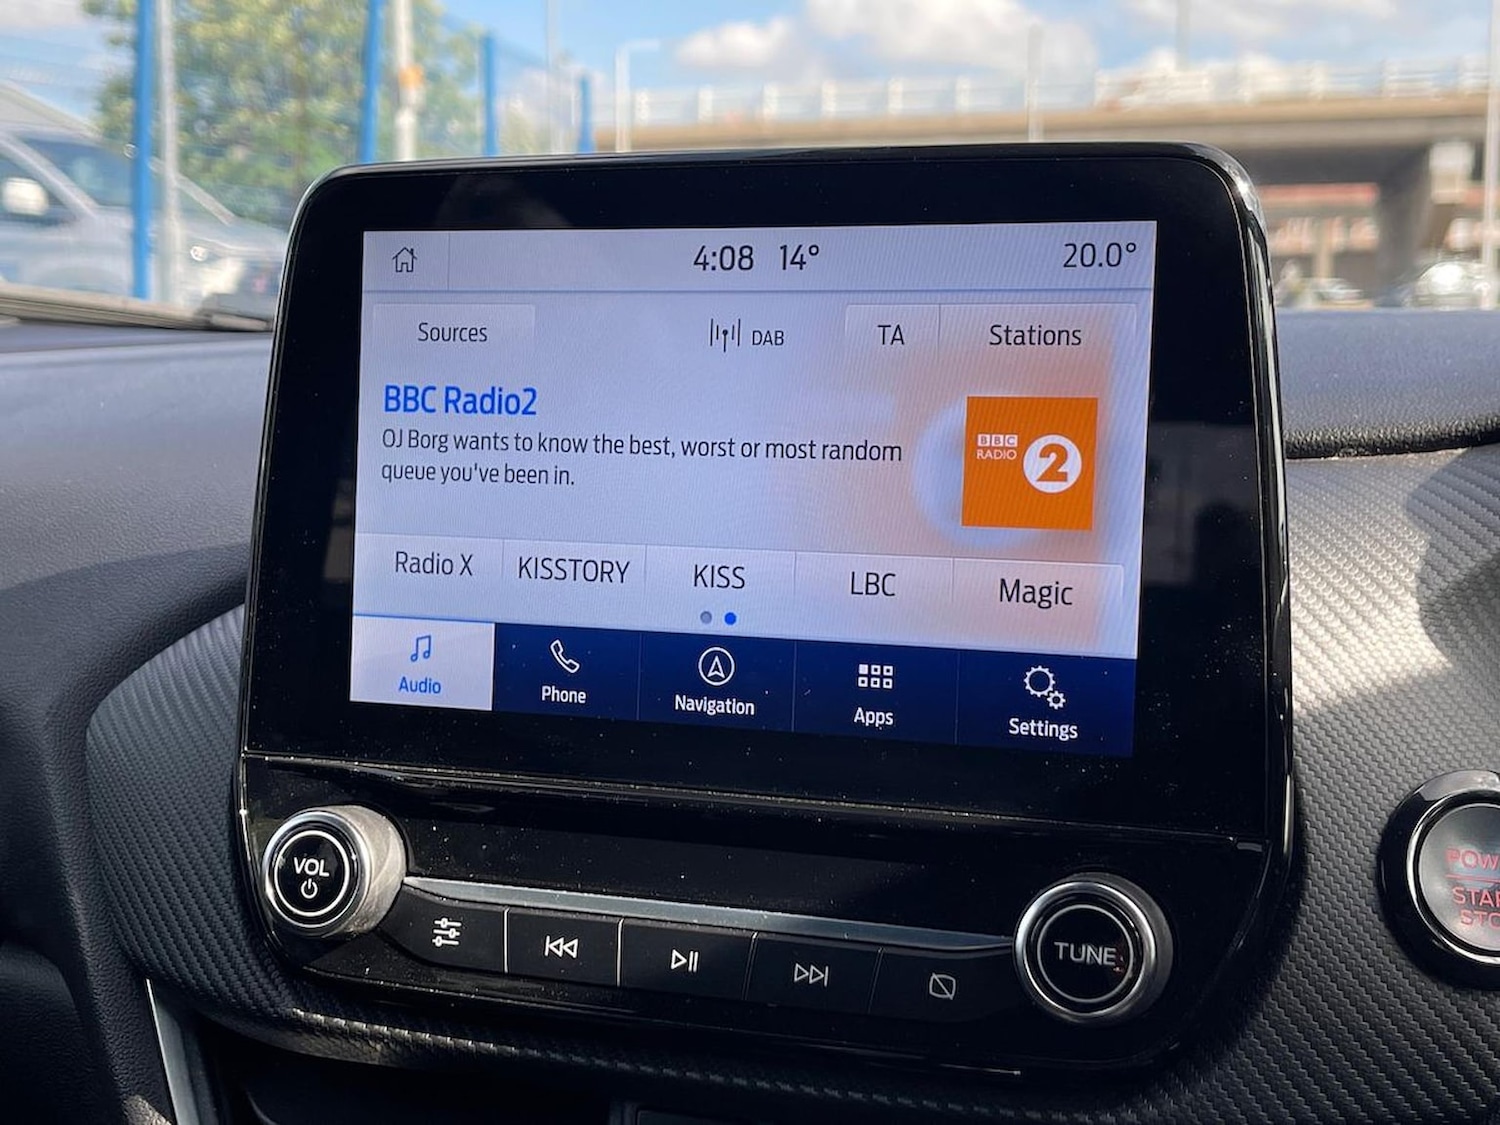 4:08 14° 20.0°
Sources DAB TA Stations
BBC Radio2
OJ Borg wants to know the best, worst or most random
queue you've been in.
BBC
RADIO 2
Radio X KISSTORY KISS LBC Magic
Audio Phone Navigation Apps Settings
VOL
TUNE